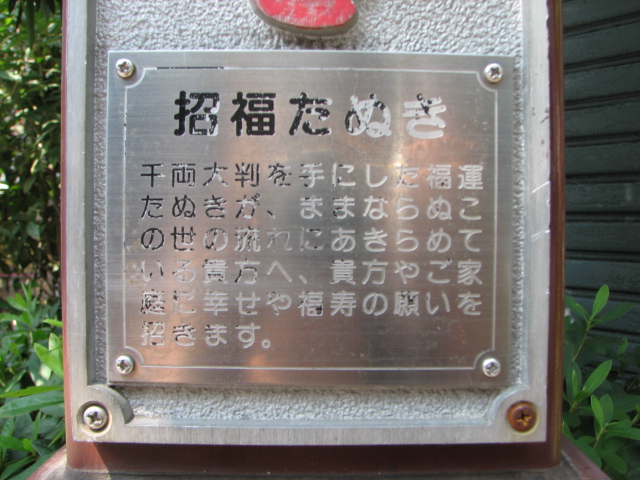 招福たぬき
千両大判を手にした福運
たぬきが、ままならぬこ
の世の流れにあきらめて
いる貴方へ、貴方やご家
庭に幸せや福寿の願いを
招きます。